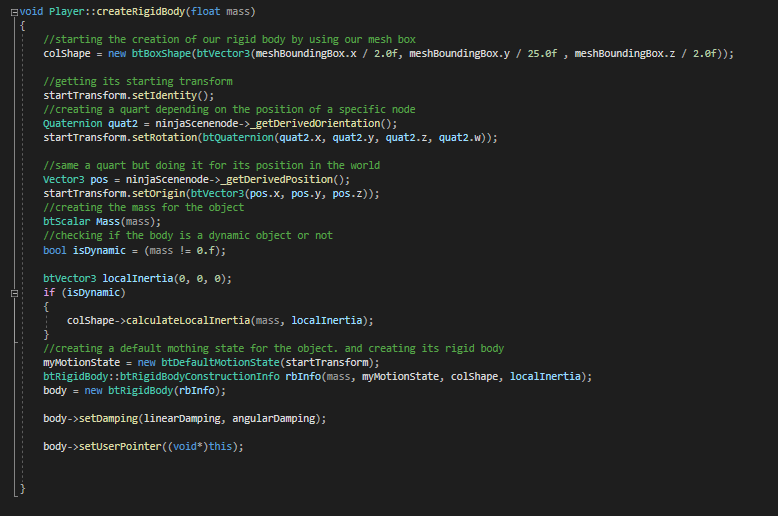 void Player::createRigidBody(float mass)
{
//starting the creation of our rigid body by using our mesh box
colShape = new btBoxShape(btVector3(meshBoundingBox.x / 2.0f, meshBoundingBox.y / 25.0f , meshBoundingBox.z / 2.0f));
//getting its starting transform
startTransform.setIdentity();
//creating a quart depending on the position of a specific node
Quaternion quat2 = ninjaScenenode->_getDerivedOrientation();
startTransform.setRotation(btQuaternion(quat2.x, quat2.y, quat2.z, quat2.w));
//same a quart but doing it for its position in the world
Vector3 pos = ninjaScenenode->_getDerivedPosition();
startTransform.setOrigin(btVector3(pos.x, pos.y, pos.z));
//creating the mass for the object
btScalar Mass(mass);
//checking if the body is a dynamic object or not
bool isDynamic = (mass != 0.f);
btVector3 localInertia(0, 0, 0);
if (isDynamic)
{
colShape->calculateLocalInertia(mass, localInertia);
}
//creating a default mothing state for the object. and creating its rigid body
myMotionState = new btDefaultMotionState(startTransform);
btRigidBody::btRigidBodyConstructionInfo rbInfo(mass, myMotionState, colShape, localInertia);
body = new btRigidBody(rbInfo);
body->setDamping(linearDamping, angularDamping);
body->setUserPointer((void*)this);
}